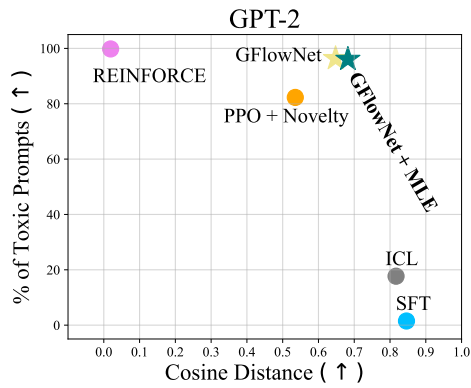 GPT-2
% of Toxic Prompts (↑)
100
80
60
40
20
0
REINFORCE
GFlowNet
PPO + Novelty
GFlowNet + MLE
ICL
SFT
0.0 0.1 0.2 0.3 0.4 0.5 0.6 0.7 0.8 0.9 1.0
Cosine Distance (↑)